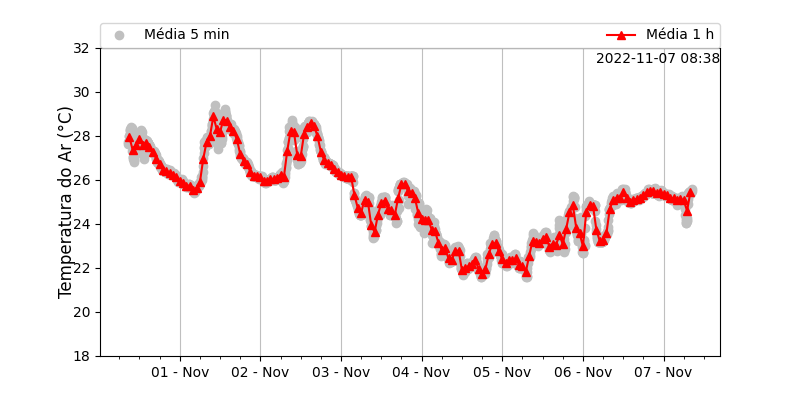 Média 5 min
Média 1 h
2022-11-07 08:38
Temperatura do Ar (°C)
32
30
28
26
24
22
20
18
01 - Nov
02 - Nov
03 - Nov
04 - Nov
05 - Nov
06 - Nov
07 - Nov